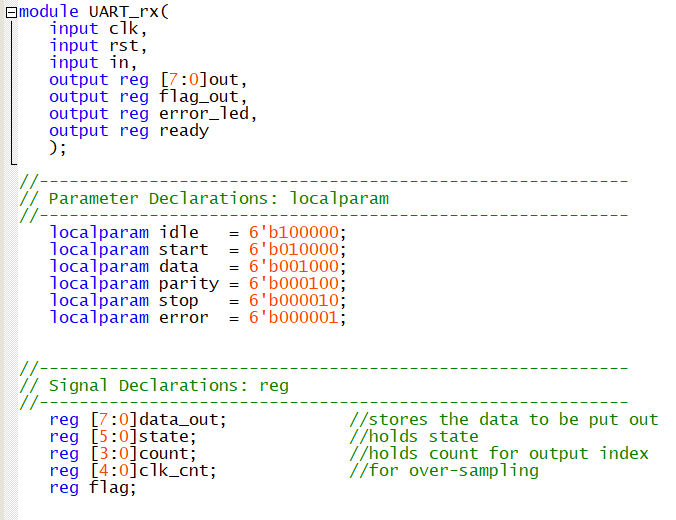 module UART_rx(
input clk,
input rst,
input in,
output reg [7:0]out,
output reg flag_out,
output reg error_led,
output reg ready
);
//-----------------------------------------------------------
// Parameter Declarations: localparam
//-----------------------------------------------------------
localparam idle   = 6'b100000;
localparam start  = 6'b010000;
localparam data   = 6'b001000;
localparam parity = 6'b000100;
localparam stop   = 6'b000010;
localparam error  = 6'b000001;
//-----------------------------------------------------------
// Signal Declarations: reg
//-----------------------------------------------------------
reg [7:0]data_out;            //stores the data to be put out
reg [5:0]state;               //holds state
reg [3:0]count;               //holds count for output index
reg [4:0]clk_cnt;             //for over-sampling
reg flag;